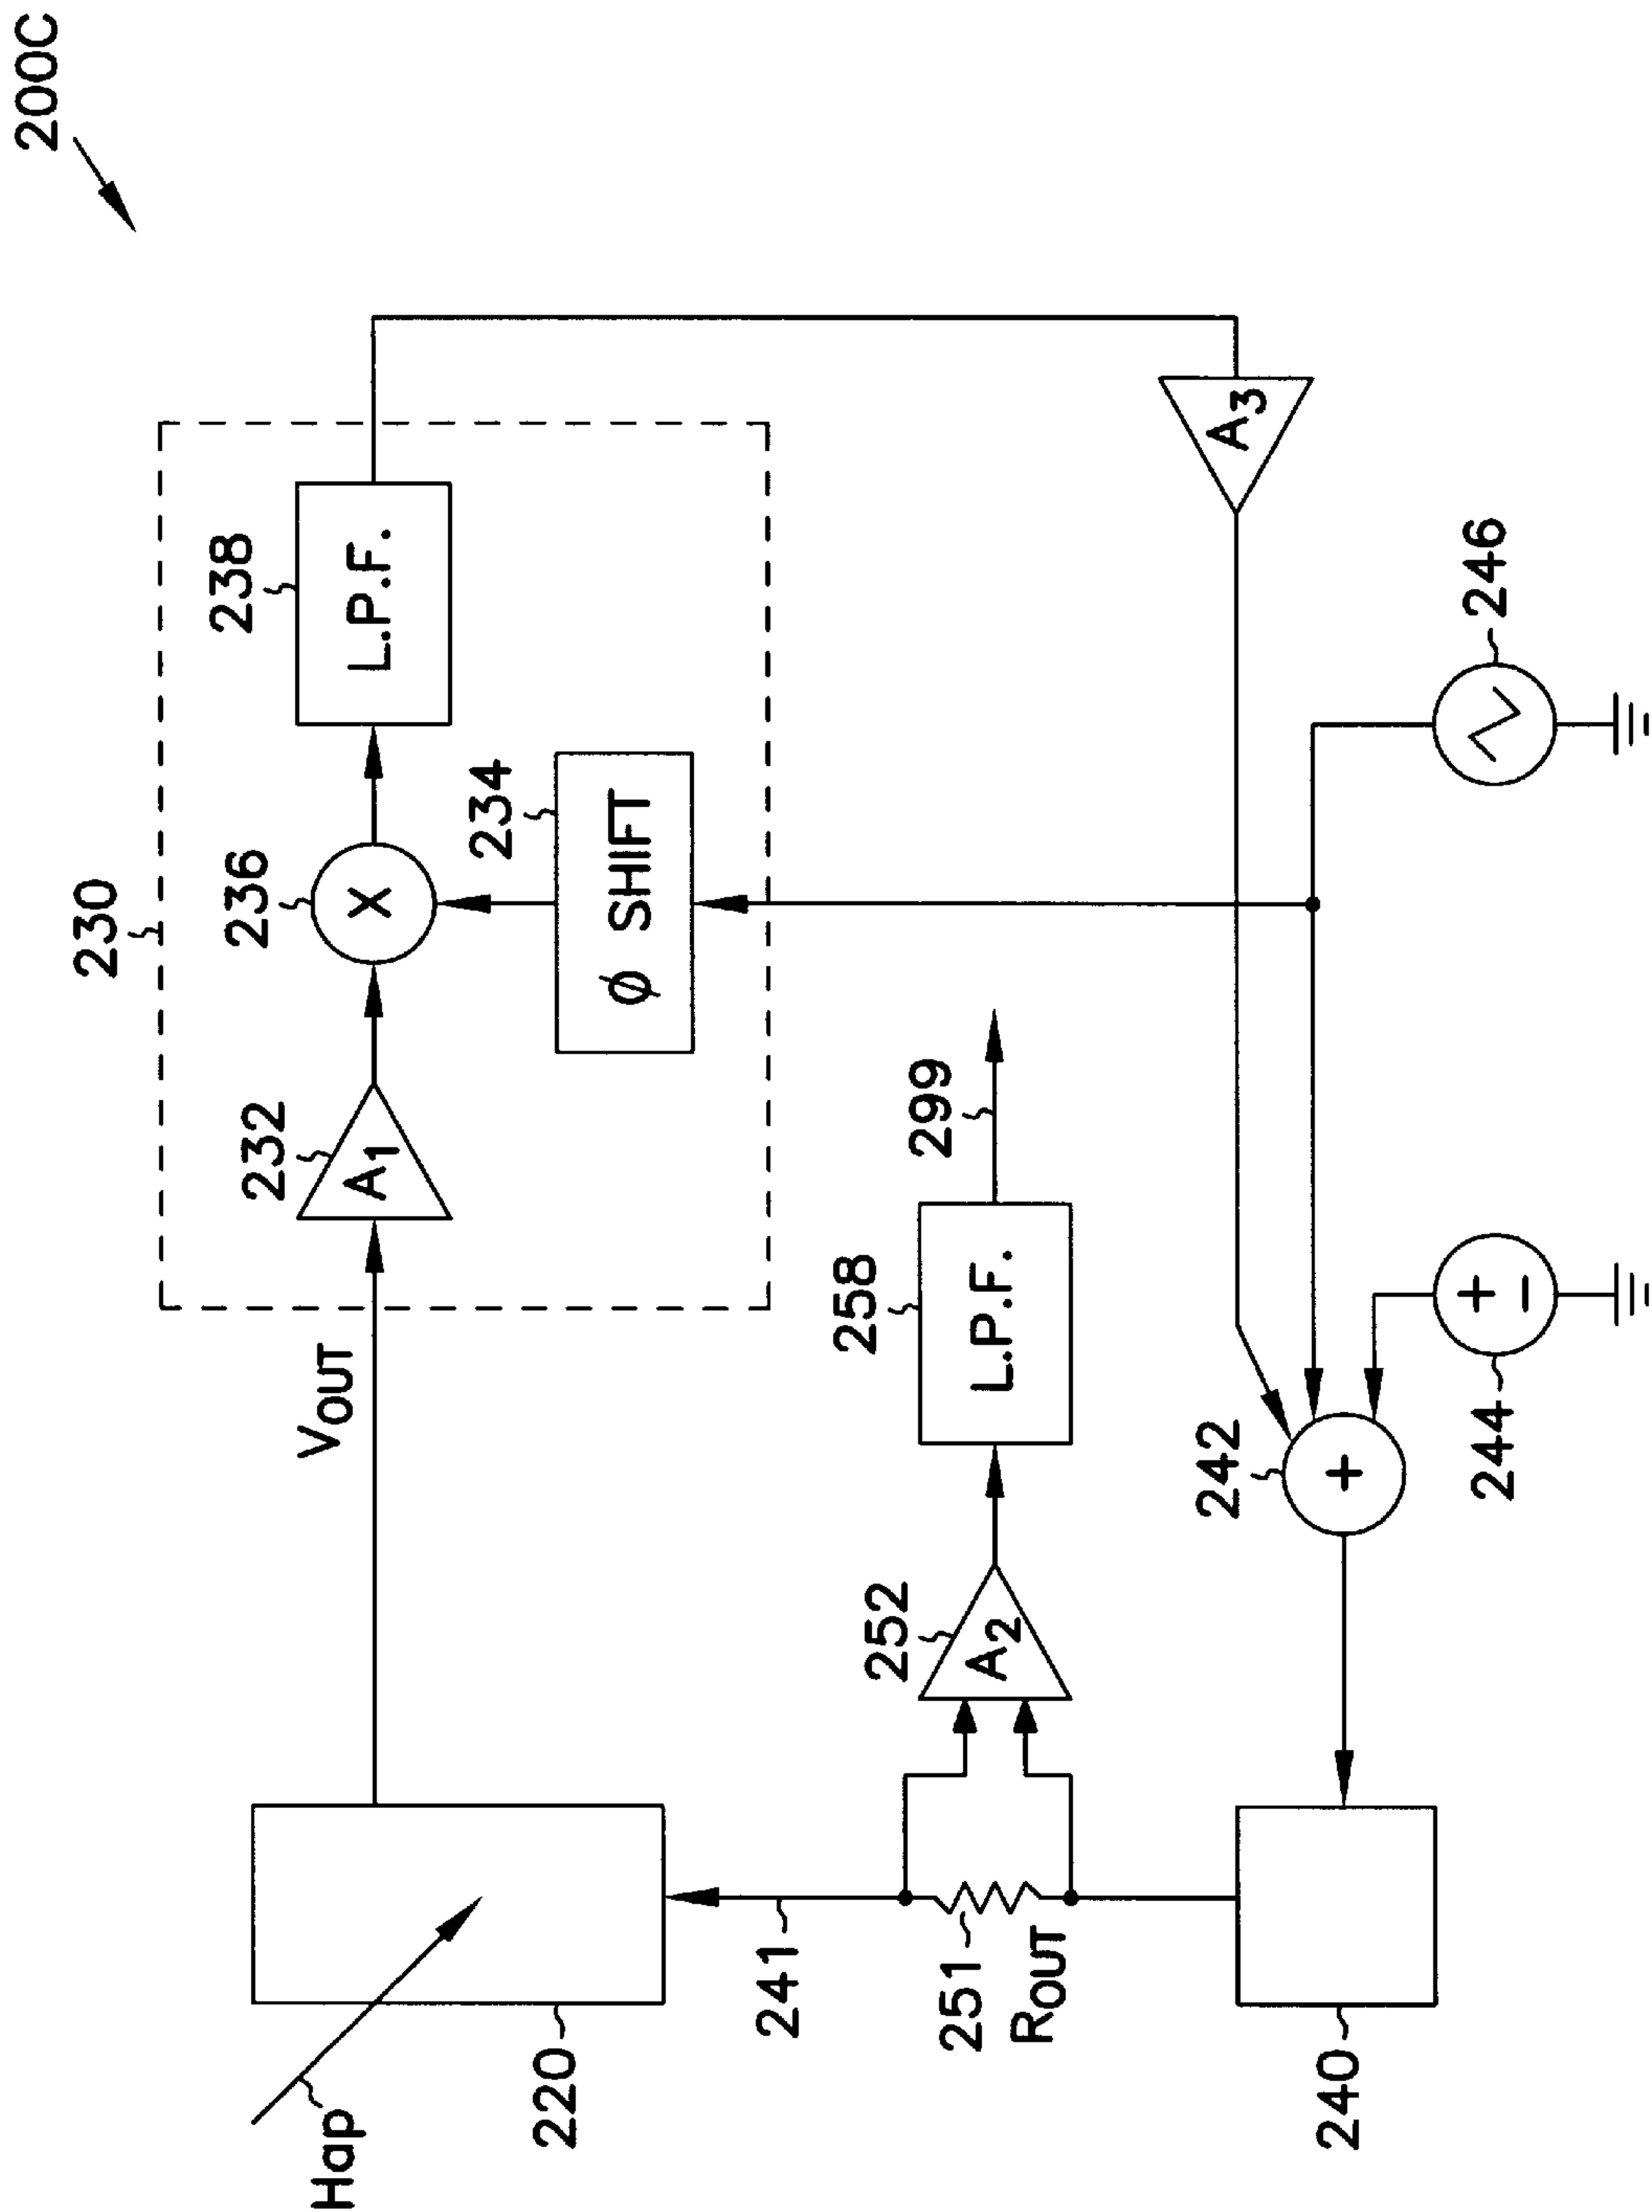 200C
230
232
A1
236
X
238
L.P.F.
234
ϕ SHIFT
VOUT
Hap
220
241
251
ROUT
252
A2
258
L.P.F.
299
A3
240
242
+
244
+
−
246